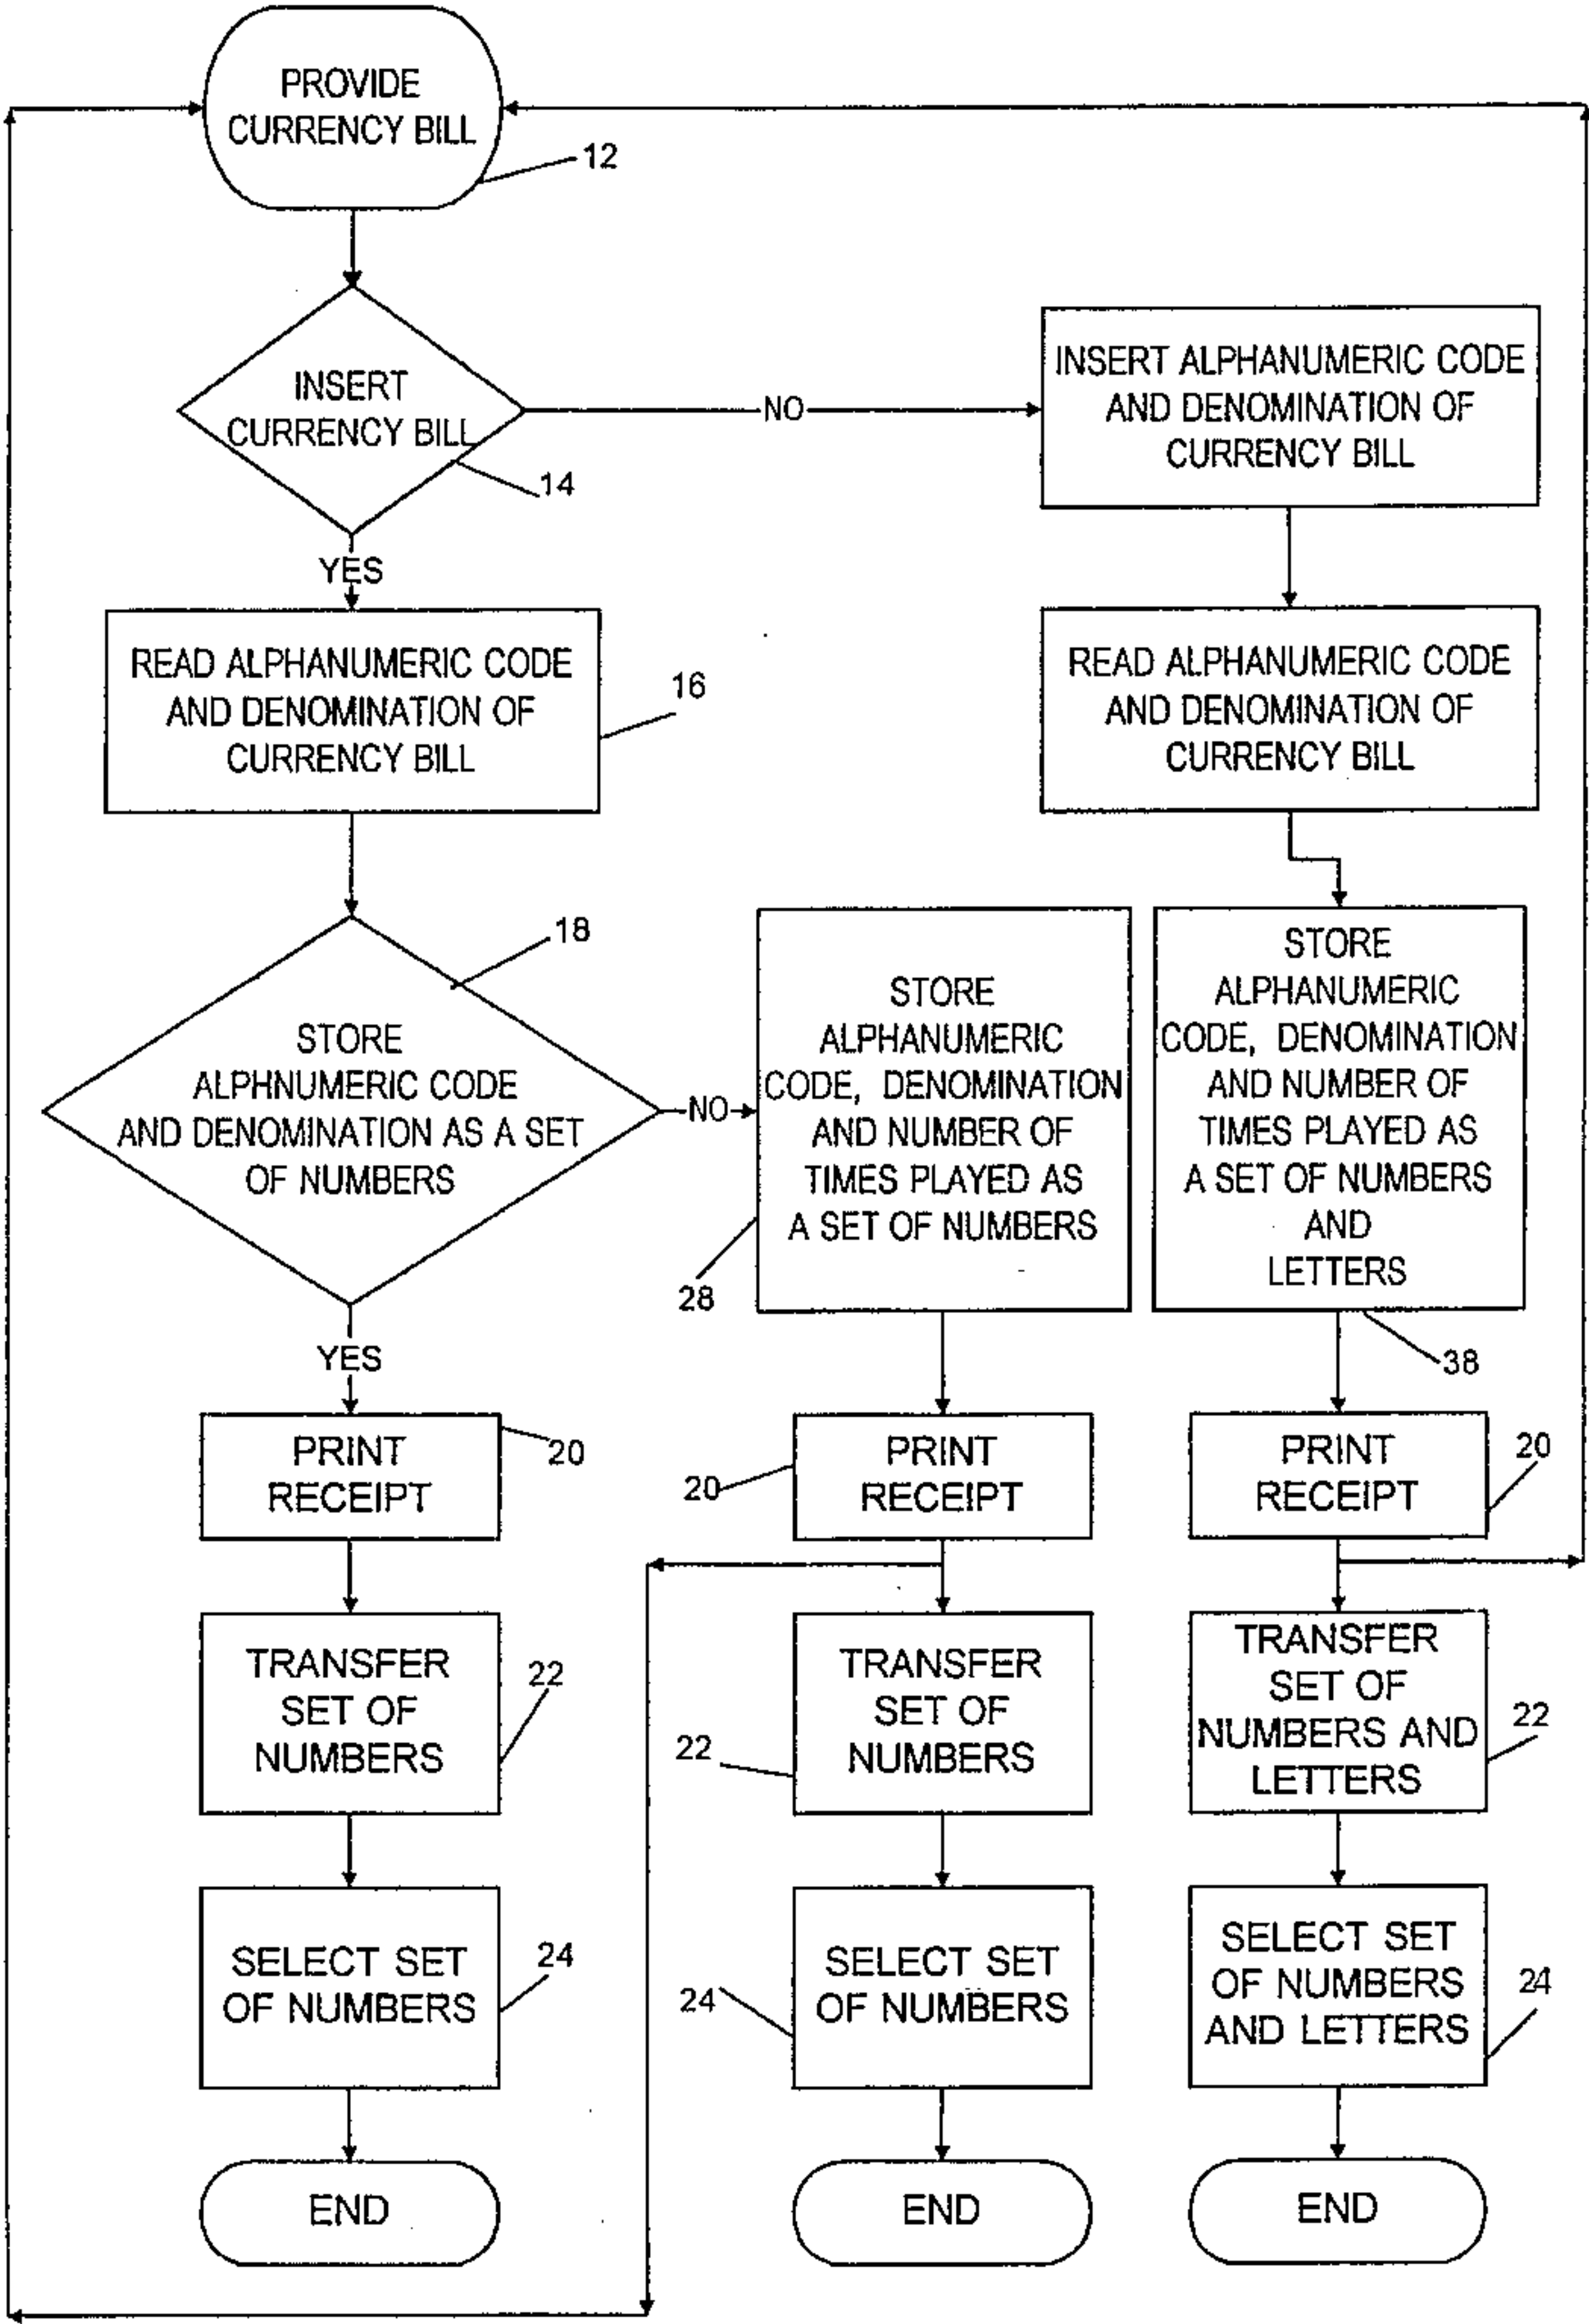 PROVIDE
CURRENCY BILL
12
INSERT
CURRENCY BILL
14
NO
INSERT ALPHANUMERIC CODE
AND DENOMINATION OF
CURRENCY BILL
YES
READ ALPHANUMERIC CODE
AND DENOMINATION OF
CURRENCY BILL
16
READ ALPHANUMERIC CODE
AND DENOMINATION OF
CURRENCY BILL
18
STORE
ALPHNUMERIC CODE
AND DENOMINATION AS A SET
OF NUMBERS
NO
STORE
ALPHANUMERIC
CODE, DENOMINATION
AND NUMBER OF
TIMES PLAYED AS
A SET OF NUMBERS
28
STORE
ALPHANUMERIC
CODE, DENOMINATION
AND NUMBER OF
TIMES PLAYED AS
A SET OF NUMBERS
AND
LETTERS
38
YES
PRINT
RECEIPT
20
PRINT
RECEIPT
20
PRINT
RECEIPT
20
TRANSFER
SET OF
NUMBERS
22
TRANSFER
SET OF
NUMBERS
22
TRANSFER
SET OF
NUMBERS AND
LETTERS
22
SELECT SET
OF NUMBERS
24
SELECT SET
OF NUMBERS
24
SELECT SET
OF NUMBERS
AND LETTERS
24
END
END
END